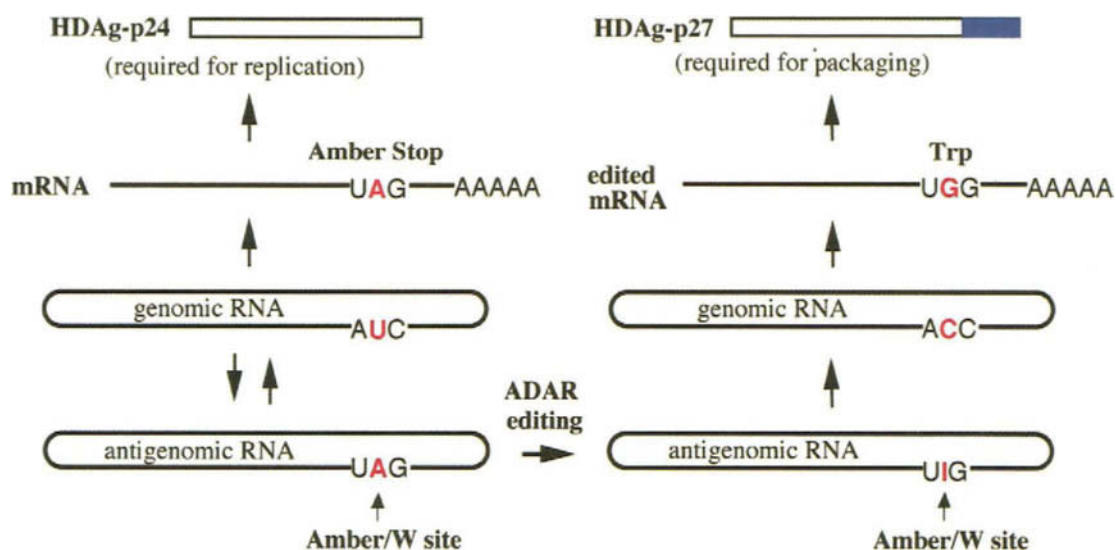 HDAg-p24
(required for replication)
Amber Stop
mRNA
UAG
AAAAA
genomic RNA
AUC
antigenomic RNA
UAG
Amber/W site
ADAR
editing
HDAg-p27
(required for packaging)
Trp
edited
mRNA
UGG
AAAAA
genomic RNA
ACC
antigenomic RNA
UIG
Amber/W site